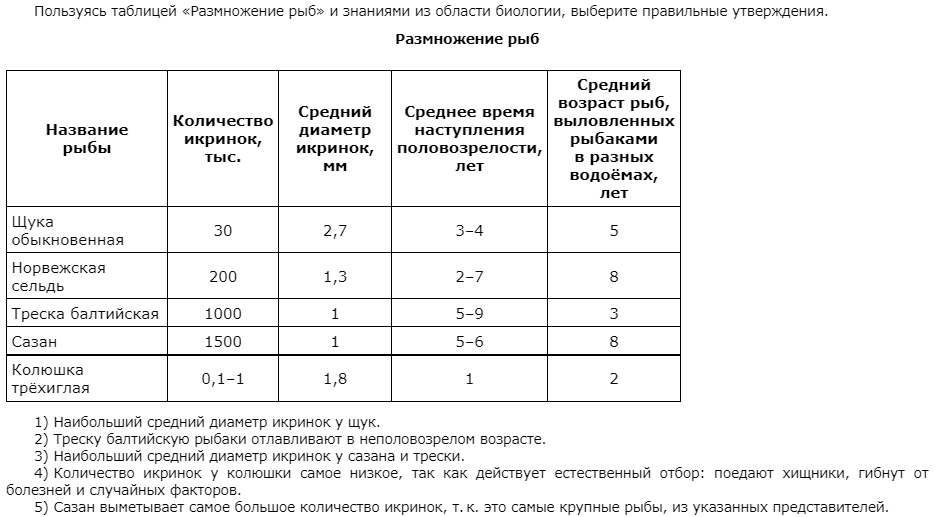 Пользуясь таблицей «Размножение рыб» и знаниями из области биологии, выберите правильные утверждения.
Размножение рыб
Название рыбы | Количество икринок, тыс. | Средний диаметр икринок, мм | Среднее время наступления половозрелости, лет | Средний возраст рыб, выловленных рыбаками в разных водоёмах, лет
Щука обыкновенная | 30 | 2,7 | 3–4 | 5
Норвежская сельдь | 200 | 1,3 | 2–7 | 8
Треска балтийская | 1000 | 1 | 5–9 | 3
Сазан | 1500 | 1 | 5–6 | 8
Колюшка трёхиглая | 0,1–1 | 1,8 | 1 | 2
1) Наибольший средний диаметр икринок у щук.
2) Треску балтийскую рыбаки отлавливают в неполовозрелом возрасте.
3) Наибольший средний диаметр икринок у сазана и трески.
4) Количество икринок у колюшки самое низкое, так как действует естественный отбор: поедают хищники, гибнут от
болезней и случайных факторов.
5) Сазан выметывает самое большое количество икринок, т. к. это самые крупные рыбы, из указанных представителей.